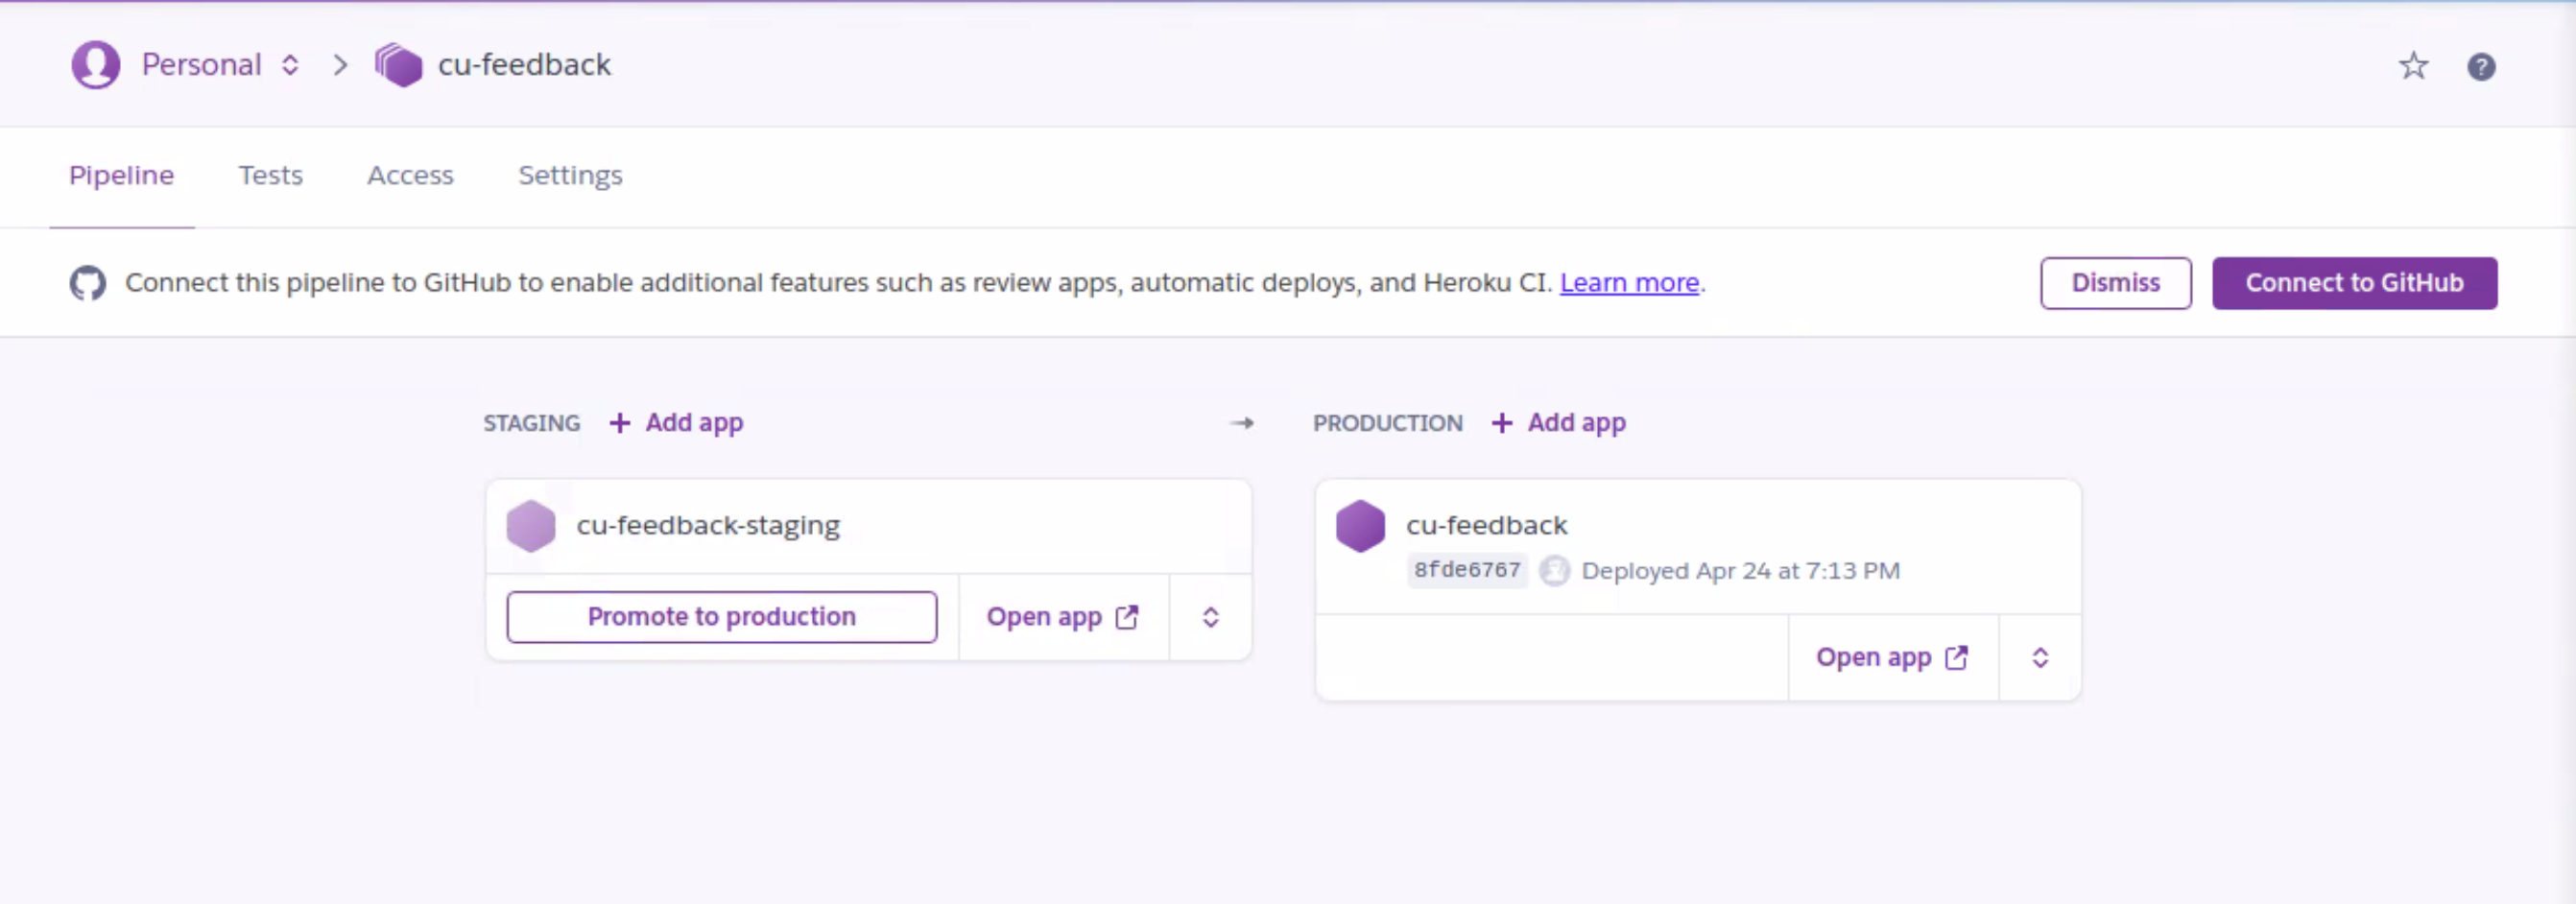 Personal > cu-feedback
Pipeline Tests Access Settings
Connect this pipeline to GitHub to enable additional features such as review apps, automatic deploys, and Heroku CI. Learn more. Dismiss Connect to GitHub
STAGING + Add app → PRODUCTION + Add app
cu-feedback-staging
Promote to production Open app
cu-feedback
8fde6767 Deployed Apr 24 at 7:13 PM
Open app